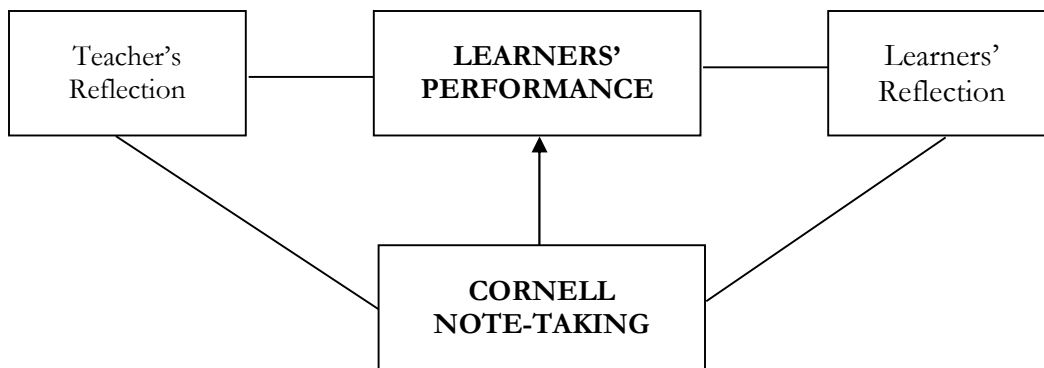 Teacher’s
Reflection
LEARNERS’
PERFORMANCE
Learners’
Reflection
CORNELL
NOTE-TAKING